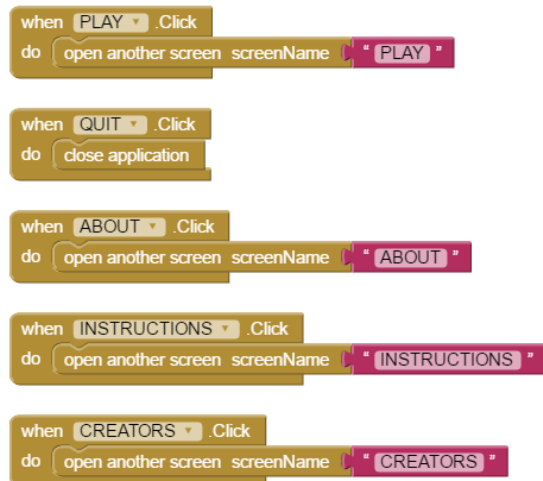 when PLAY .Click
do open another screen screenName " PLAY "
when QUIT .Click
do close application
when ABOUT .Click
do open another screen screenName " ABOUT "
when INSTRUCTIONS .Click
do open another screen screenName " INSTRUCTIONS "
when CREATORS .Click
do open another screen screenName " CREATORS "